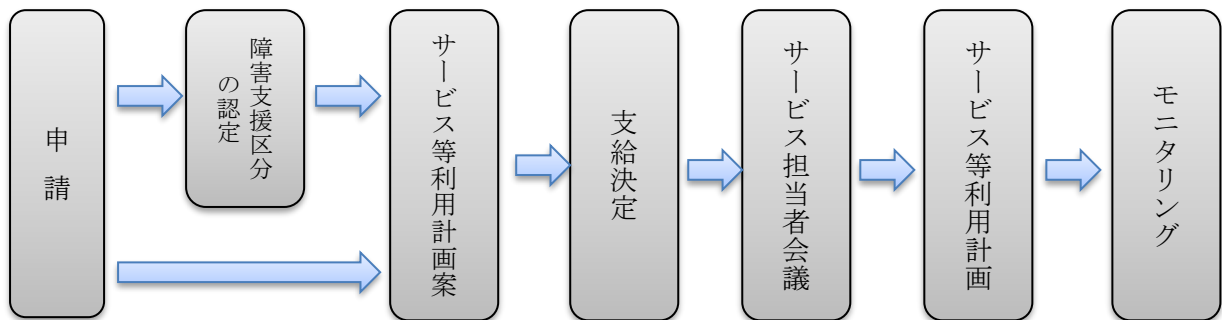 申請
障害支援区分
の認定
サービス等利用計画案
支給決定
サービス担当者会議
サービス等利用計画
モニタリング